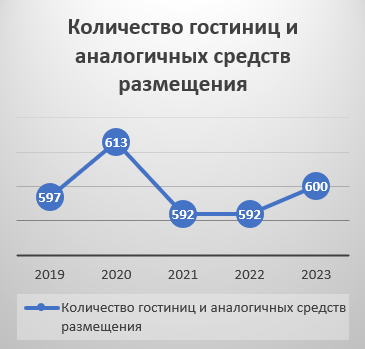 Количество гостиниц и
аналогичных средств
размещения
597
613
592
592
600
2019 2020 2021 2022 2023
Количество гостиниц и аналогичных средств
размещения